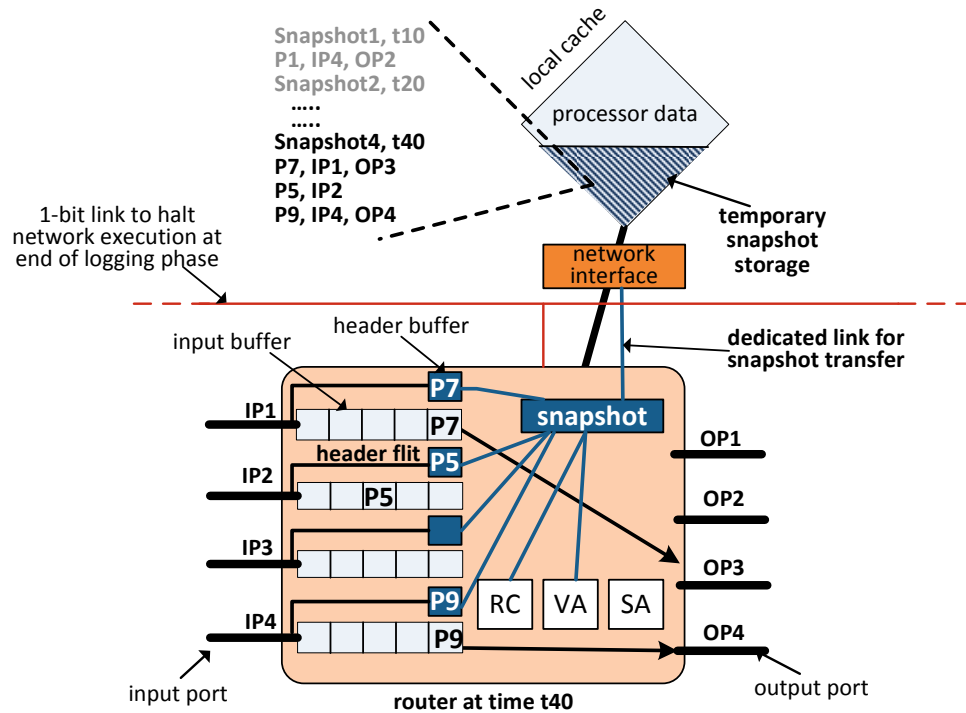 Snapshot1, t10
P1, IP4, OP2
Snapshot2, t20
.....
.....
Snapshot4, t40
P7, IP1, OP3
P5, IP2
P9, IP4, OP4
local cache
processor data
temporary
snapshot
storage
1-bit link to halt
network execution at
end of logging phase
network
interface
header buffer
input buffer
dedicated link for
snapshot transfer
P7
snapshot
IP1
P7
OP1
header flit
P5
IP2
P5
OP2
IP3
OP3
P9
RC
VA
SA
IP4
P9
OP4
input port
output port
router at time t40